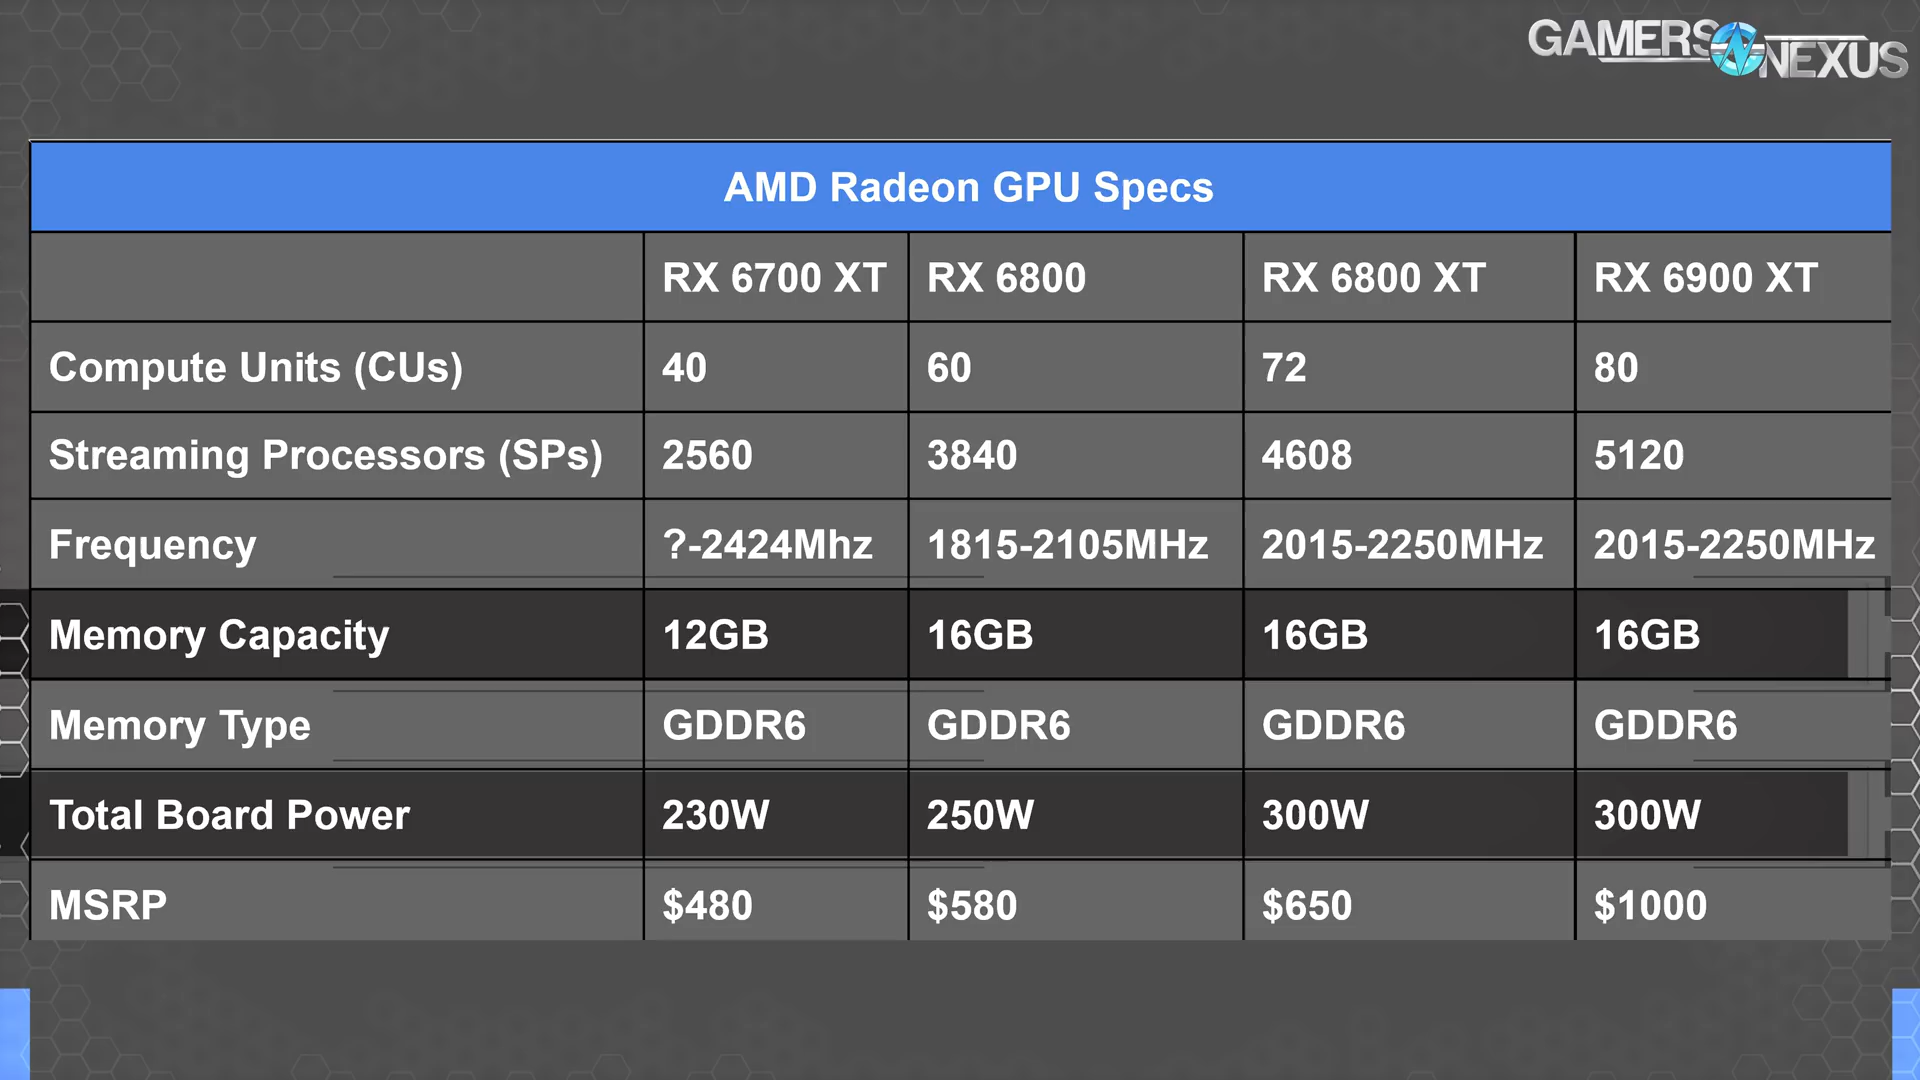 GAMERS NEXUS
AMD Radeon GPU Specs
RX 6700 XT RX 6800 RX 6800 XT RX 6900 XT
Compute Units (CUs) 40 60 72 80
Streaming Processors (SPs) 2560 3840 4608 5120
Frequency ?-2424Mhz 1815-2105MHz 2015-2250MHz 2015-2250MHz
Memory Capacity 12GB 16GB 16GB 16GB
Memory Type GDDR6 GDDR6 GDDR6 GDDR6
Total Board Power 230W 250W 300W 300W
MSRP $480 $580 $650 $1000